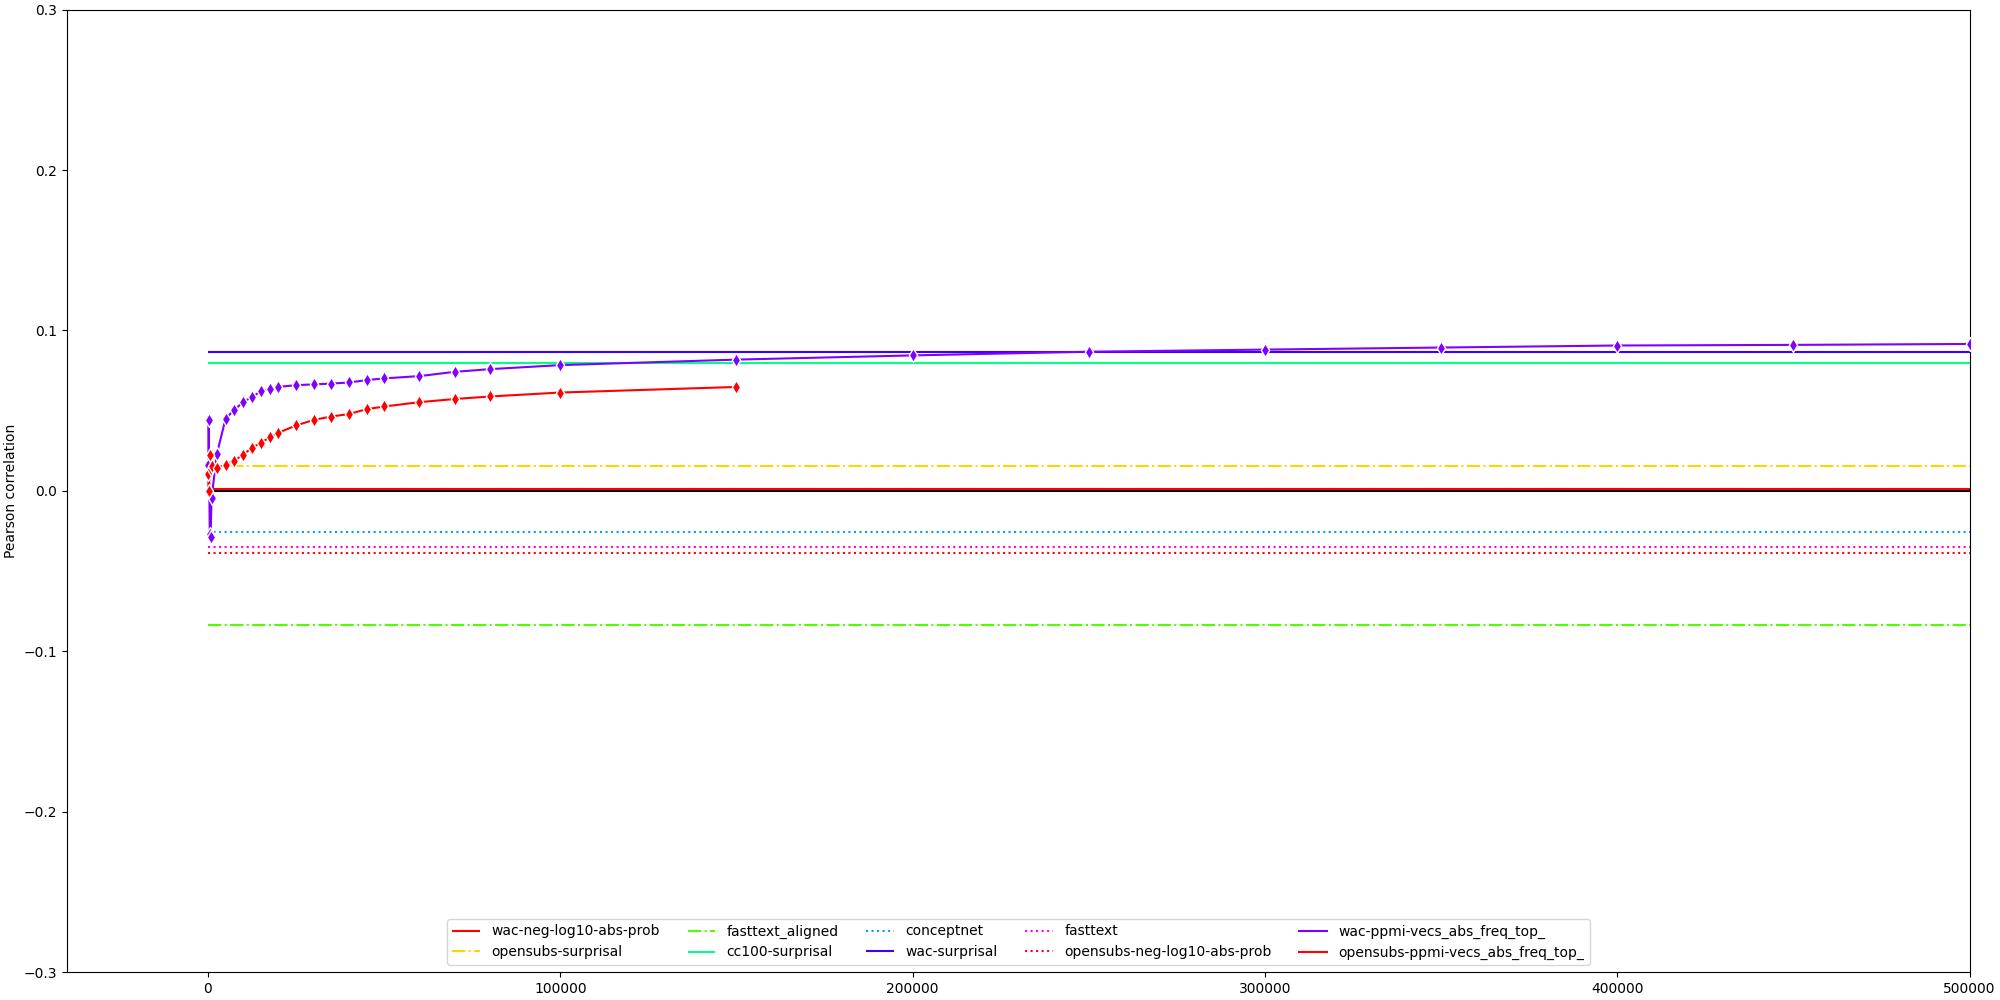 0.3
0.2
0.1
0.0
−0.1
−0.2
−0.3
Pearson correlation
wac-neg-log10-abs-prob fasttext_aligned conceptnet fasttext wac-ppmi-vecs_abs_freq_top_
opensubs-surprisal cc100-surprisal wac-surprisal opensubs-neg-log10-abs-prob opensubs-ppmi-vecs_abs_freq_top_
0 100000 200000 300000 400000 500000